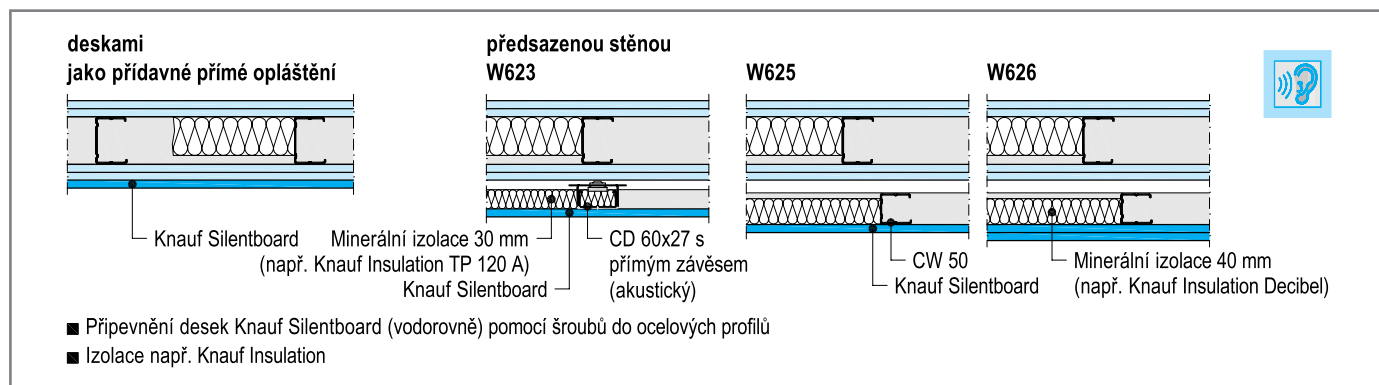 deskami
jako přídavné přímé opláštění
předsazenou stěnou
W623
W625
W626
Knauf Silentboard
Minerální izolace 30 mm
(např. Knauf Insulation TP 120 A)
Knauf Silentboard
CD 60x27 s
přímým závěsem
(akustický)
CW 50
Knauf Silentboard
Minerální izolace 40 mm
(např. Knauf Insulation Decibel)
■ Připevnění desek Knauf Silentboard (vodorovně) pomocí šroubů do ocelových profilů
■ Izolace např. Knauf Insulation